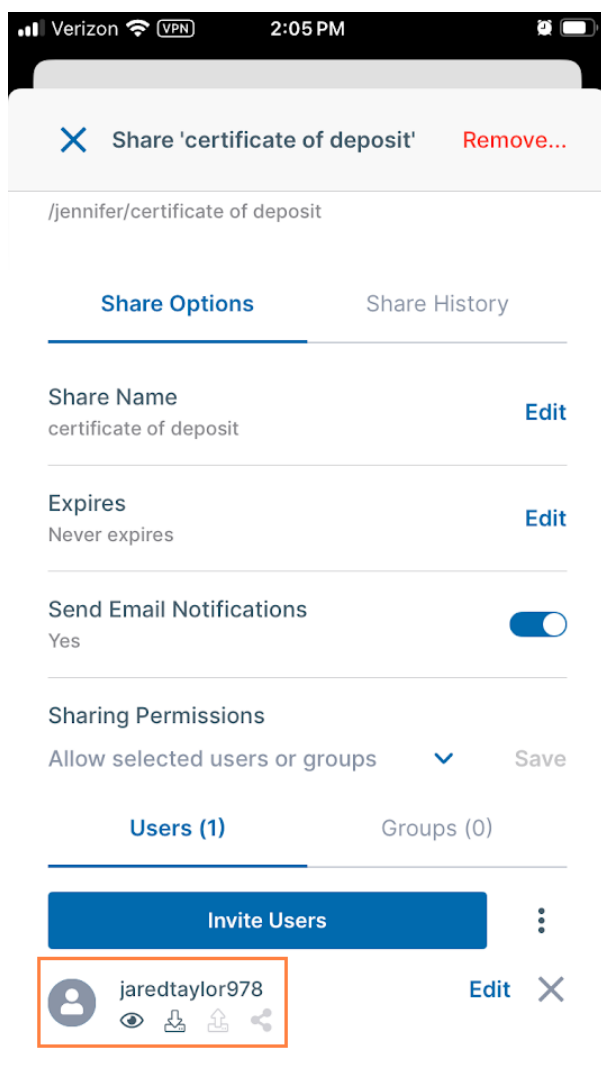 Verizon VPN 2:05 PM
Share 'certificate of deposit' Remove...
/jennifer/certificate of deposit
Share Options Share History
Share Name
Edit
certificate of deposit
Expires
Edit
Never expires
Send Email Notifications
Yes
Sharing Permissions
Allow selected users or groups Save
Users (1) Groups (0)
Invite Users
jaredtaylor978 Edit